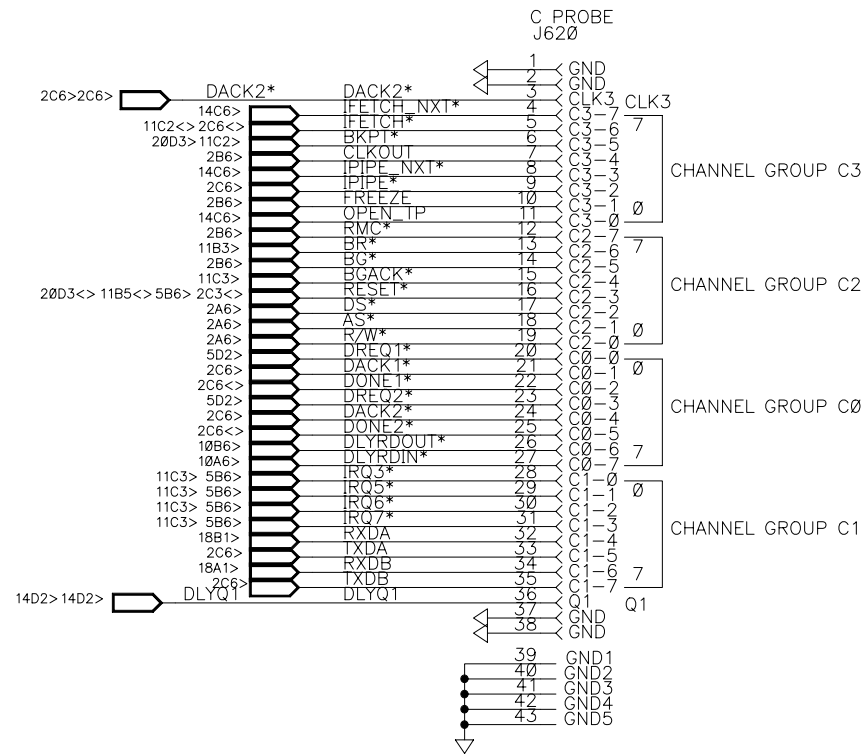 C PROBE
J62Ø
1 GND
2 GND
2C6>2C6> DACK2* DACK2* 3 CLK3 CLK3
14C6> IFETCH_NXT* 4 C3-7 7
11C2<> 2C6<> IFETCH* 5 C3-6
2ØD3>11C2> BKPT* 6 C3-5
2B6> CLKOUT 7 C3-4
14C6> IPIPE_NXT* 8 C3-3
CHANNEL GROUP C3
2C6> IPIPE* 9 C3-2
2B6> FREEZE 1Ø C3-1 Ø
14C6> OPEN_TP 11 C3-Ø
2B6> RMC* 12 C2-7 7
11B3> BR* 13 C2-6
2B6> BG* 14 C2-5
11C3> BGACK* 15 C2-4
CHANNEL GROUP C2
2ØD3<> 11B5<> 5B6> 2C3<> RESET* 16 C2-3
2A6> DS* 17 C2-2
2A6> AS* 18 C2-1 Ø
2A6> R/W* 19 C2-Ø
5D2> DREQ1* 2Ø CØ-Ø Ø
2C6> DACK1* 21 CØ-1
2C6<> DONE1* 22 CØ-2
5D2> DREQ2* 23 CØ-3
CHANNEL GROUP CØ
2C6> DACK2* 24 CØ-4
2C6<> DONE2* 25 CØ-5
1ØB6> DLYRDOUT* 26 CØ-6 7
1ØA6> DLYRDIN* 27 CØ-7
11C3> 5B6> IRQ3* 28 C1-Ø Ø
11C3> 5B6> IRQ5* 29 C1-1
11C3> 5B6> IRQ6* 3Ø C1-2
11C3> 5B6> IRQ7* 31 C1-3
CHANNEL GROUP C1
18B1> RXDA 32 C1-4
2C6> TXDA 33 C1-5
18A1> RXDB 34 C1-6 7
2C6> TXDB 35 C1-7
14D2>14D2> DLYQ1 DLYQ1 36 Q1 Q1
37 GND
38 GND
39 GND1
4Ø GND2
41 GND3
42 GND4
43 GND5